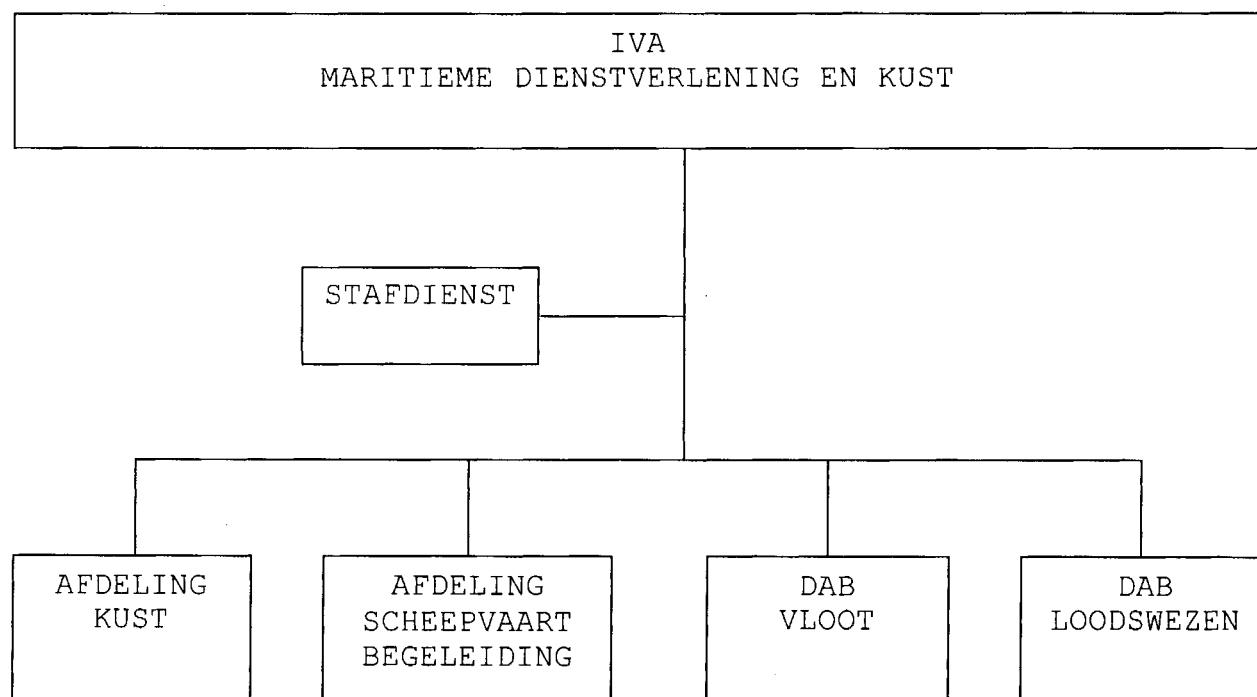 IVA
MARITIEME DIENSTVERLENING EN KUST
STAFDIENST
AFDELING
KUST
AFDELING
SCHEEPVAART
BEGELEIDING
DAB
VLOOT
DAB
LOODSWEZEN